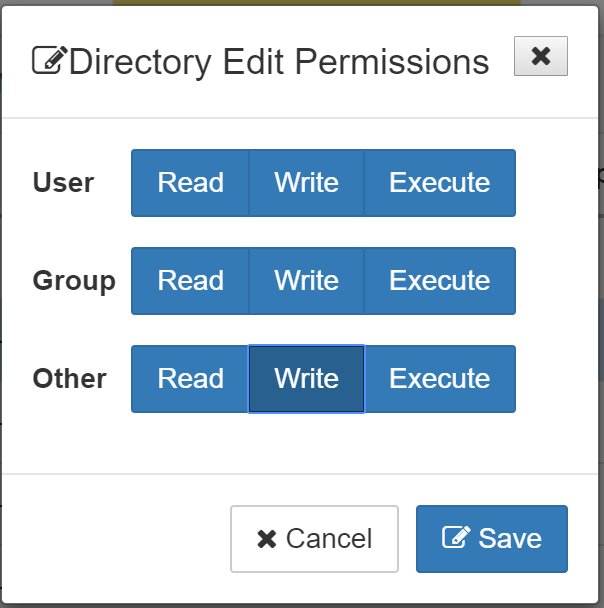 Directory Edit Permissions
User Read Write Execute
Group Read Write Execute
Other Read Write Execute
Cancel Save